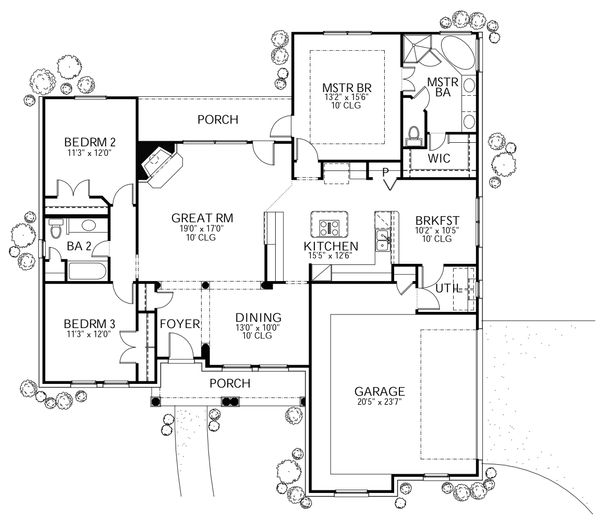 MSTR BR
13'2" x 15'6"
10' CLG
MSTR
BA
PORCH
BEDRM 2
11'3" x 12'0"
WIC
P
GREAT RM
19'0" x 17'0"
10' CLG
BRKFST
10'2" x 10'5"
10' CLG
KITCHEN
15'5" x 12'6"
BA 2
UTIL
BEDRM 3
11'3" x 12'0"
FOYER
DINING
13'0" x 10'0"
10' CLG
PORCH
GARAGE
20'5" x 23'7"